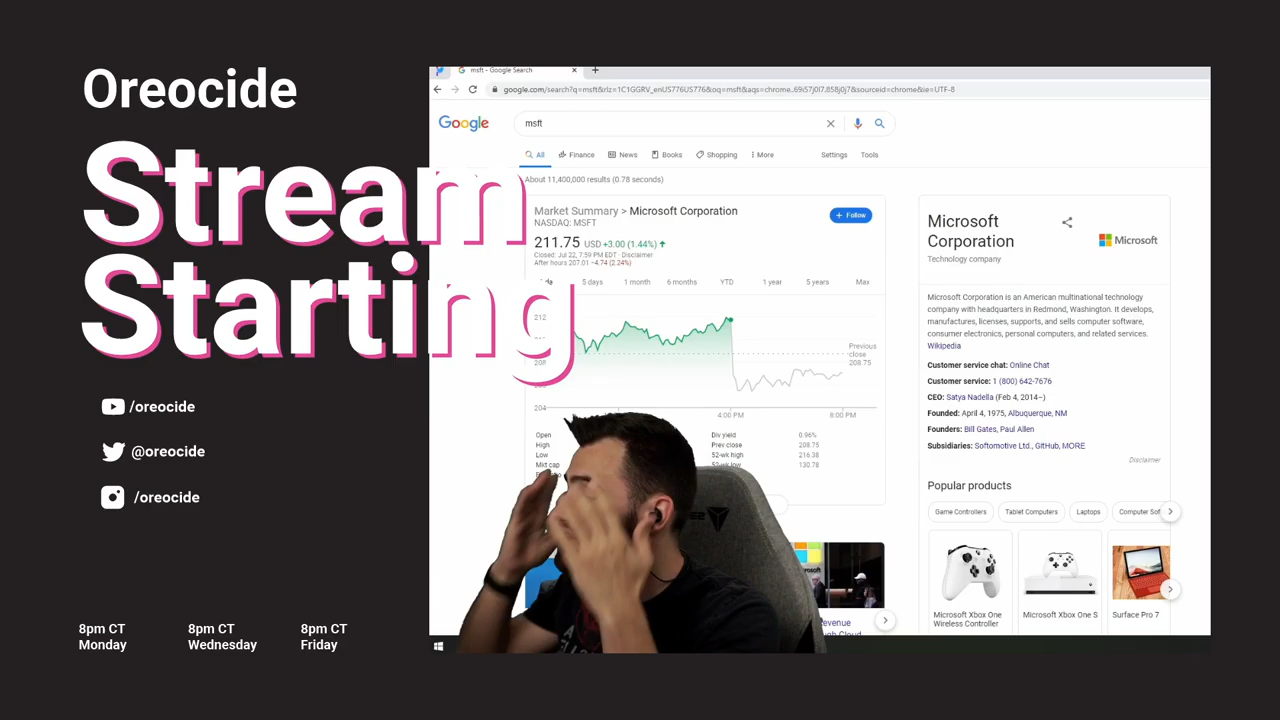 Oreocide
Stream
Starting
/oreocide
@oreocide
/oreocide
8pm CT
Monday
8pm CT
Wednesday
8pm CT
Friday
msft - Google Search
google.com/search?q=msft&rlz=1C1GGRV_enUS776US776&oq=msft&aqs=chrome..69i57j0l7.858j0j7&sourceid=chrome&ie=UTF-8
Google
msft
All Finance News Books Shopping More Settings Tools
About 11,400,000 results (0.78 seconds)
Market Summary > Microsoft Corporation
NASDAQ: MSFT
+ Follow
211.75 USD +3.00 (1.44%)
Closed: Jul 22, 7:59 PM EDT · Disclaimer
After hours 207.01 −4.74 (2.24%)
5 days 1 month 6 months YTD 1 year 5 years Max
212
204
Previous
close
208.75
4:00 PM 8:00 PM
Open
High
Low
Mkt cap
Div yield 0.96%
Prev close 208.75
52-wk high 216.38
52-wk low 130.78
Microsoft
Corporation
Technology company
Microsoft
Microsoft Corporation is an American multinational technology
company with headquarters in Redmond, Washington. It develops,
manufactures, licenses, supports, and sells computer software,
consumer electronics, personal computers, and related services.
Wikipedia
Customer service chat: Online Chat
Customer service: 1 (800) 642-7676
CEO: Satya Nadella (Feb 4, 2014–)
Founded: April 4, 1975, Albuquerque, NM
Founders: Bill Gates, Paul Allen
Subsidiaries: Softomotive Ltd., GitHub, MORE
Disclaimer
Popular products
Game Controllers Tablet Computers Laptops Computer Sof
Microsoft Xbox One
Wireless Controller
Microsoft Xbox One S
Surface Pro 7